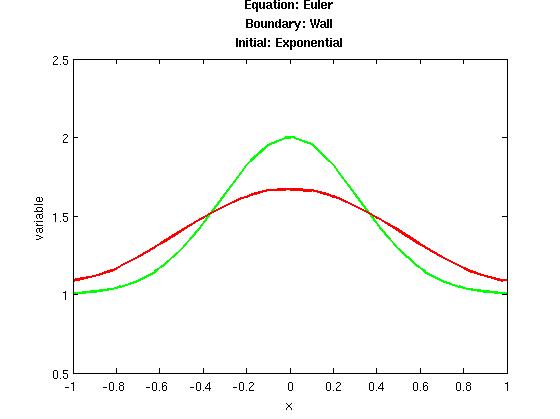 Equation: Euler
Boundary: Wall
Initial: Exponential
2.5
2
1.5
1
0.5
variable
-1 -0.8 -0.6 -0.4 -0.2 0 0.2 0.4 0.6 0.8 1
x